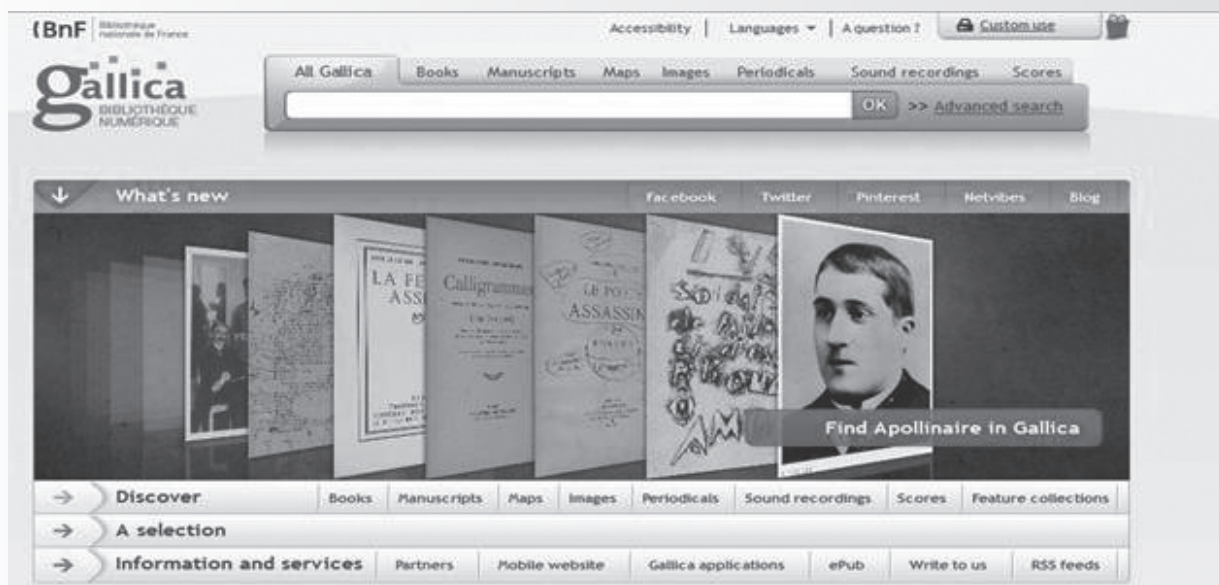 (BnF Bibliothèque
nationale de France
Accessibility | Languages | A question ? Custom use
gallica
BIBLIOTHÈQUE
NUMÉRIQUE
All Gallica Books Manuscripts Maps Images Periodicals Sound recordings Scores
OK >> Advanced search
What's new Facebook Twitter Pinterest Netvibes Blog
LA FE
ASS
Calligrammes
LE PO
ASSASSIN
Find Apollinaire in Gallica
Discover Books Manuscripts Maps Images Periodicals Sound recordings Scores Feature collections
A selection
Information and services Partners Mobile website Gallica applications ePub Write to us RSS feeds